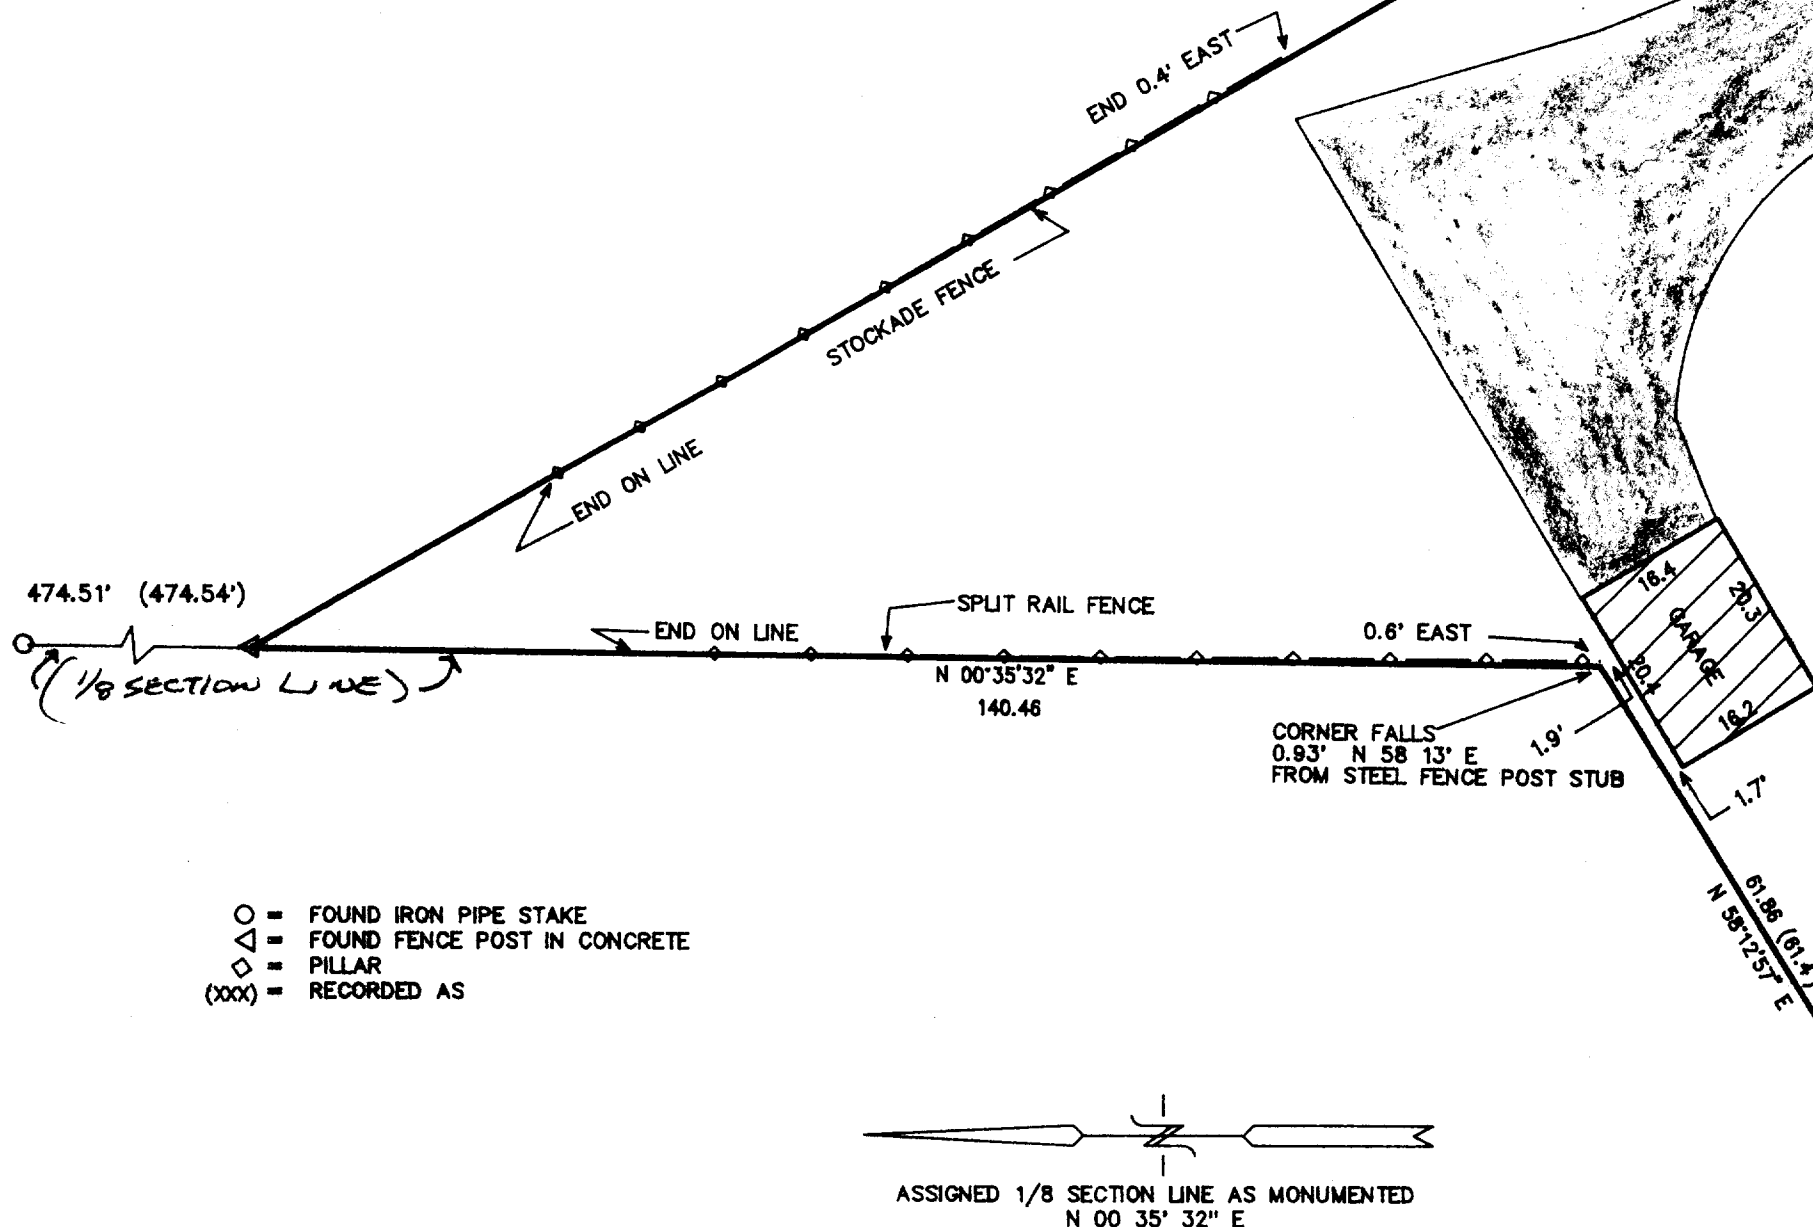 END 0.4' EAST
STOCKADE FENCE
END ON LINE
474.51' (474.54')
(1/8 SECTION LINE)
END ON LINE
SPLIT RAIL FENCE
0.6' EAST
N 00°35'32" E
140.46
16.4
20.3
GARAGE
20.4
16.2
CORNER FALLS
0.93' N 58 13' E
FROM STEEL FENCE POST STUB
1.9'
1.7'
61.86 (61.4
N 58°12'57" E
○ = FOUND IRON PIPE STAKE
◁ = FOUND FENCE POST IN CONCRETE
◇ = PILLAR
(XXX) = RECORDED AS
ASSIGNED 1/8 SECTION LINE AS MONUMENTED
N 00 35' 32" E